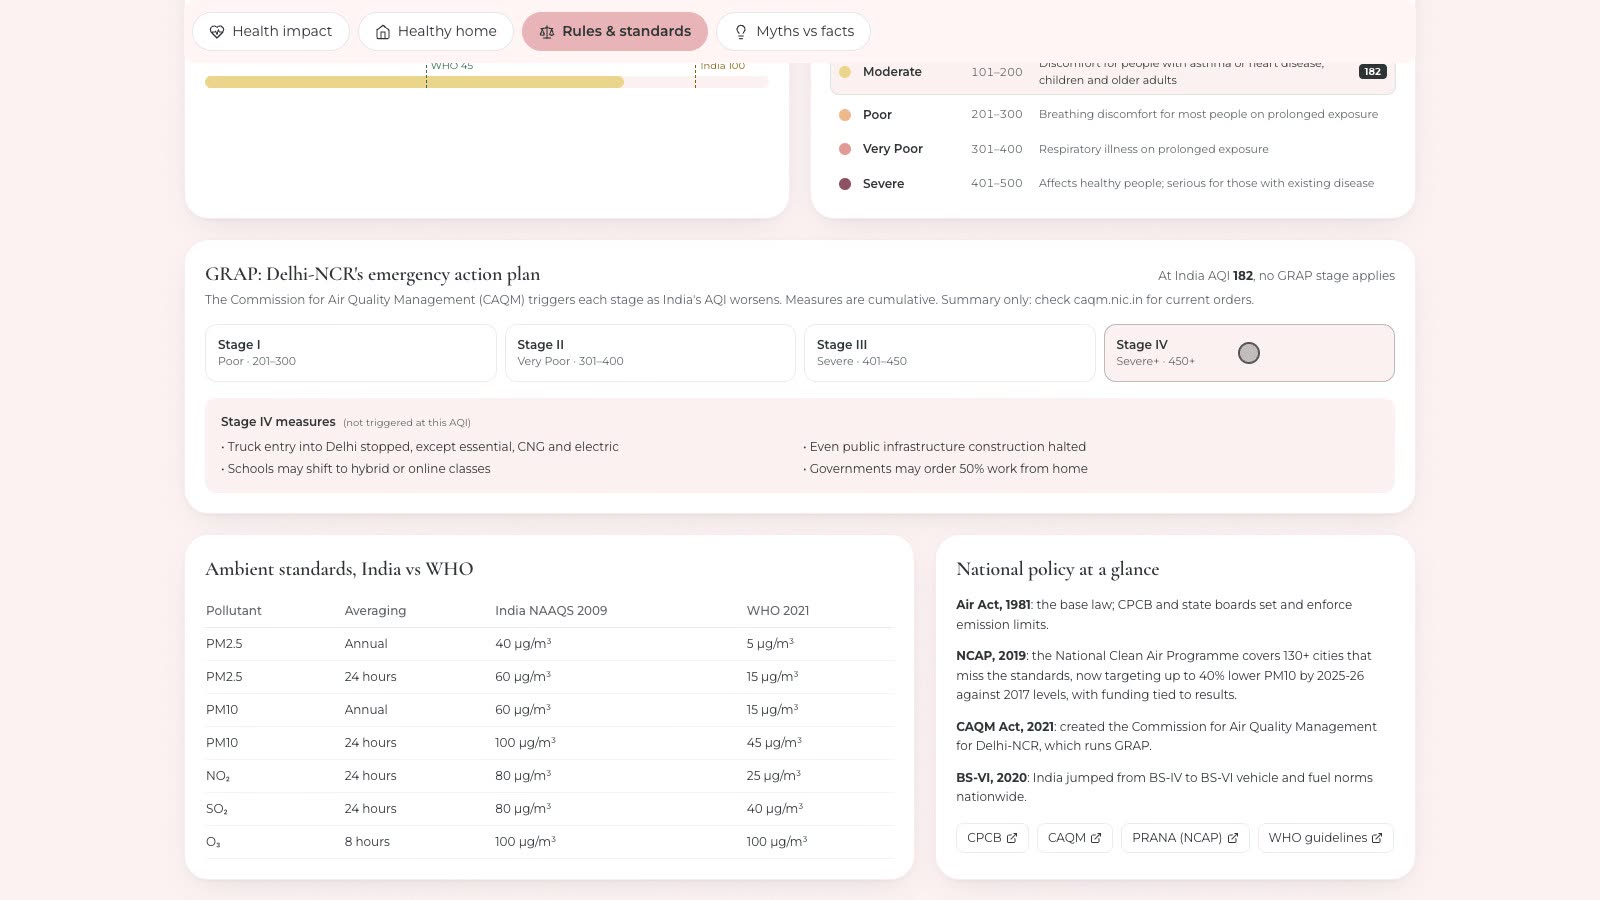 Health impact
Healthy home
Rules & standards
Myths vs facts
WHO 45
India 100
Moderate 101–200 Discomfort for people with asthma or heart disease,
children and older adults 182
Poor 201–300 Breathing discomfort for most people on prolonged exposure
Very Poor 301–400 Respiratory illness on prolonged exposure
Severe 401–500 Affects healthy people; serious for those with existing disease
GRAP: Delhi-NCR's emergency action plan
At India AQI 182, no GRAP stage applies
The Commission for Air Quality Management (CAQM) triggers each stage as India's AQI worsens. Measures are cumulative. Summary only: check caqm.nic.in for current orders.
Stage I
Poor · 201–300
Stage II
Very Poor · 301–400
Stage III
Severe · 401–450
Stage IV
Severe+ · 450+
Stage IV measures (not triggered at this AQI)
· Truck entry into Delhi stopped, except essential, CNG and electric
· Even public infrastructure construction halted
· Schools may shift to hybrid or online classes
· Governments may order 50% work from home
Ambient standards, India vs WHO
Pollutant Averaging India NAAQS 2009 WHO 2021
PM2.5 Annual 40 µg/m³ 5 µg/m³
PM2.5 24 hours 60 µg/m³ 15 µg/m³
PM10 Annual 60 µg/m³ 15 µg/m³
PM10 24 hours 100 µg/m³ 45 µg/m³
NO₂ 24 hours 80 µg/m³ 25 µg/m³
SO₂ 24 hours 80 µg/m³ 40 µg/m³
O₃ 8 hours 100 µg/m³ 100 µg/m³
National policy at a glance
Air Act, 1981: the base law; CPCB and state boards set and enforce
emission limits.
NCAP, 2019: the National Clean Air Programme covers 130+ cities that
miss the standards, now targeting up to 40% lower PM10 by 2025-26
against 2017 levels, with funding tied to results.
CAQM Act, 2021: created the Commission for Air Quality Management
for Delhi-NCR, which runs GRAP.
BS-VI, 2020: India jumped from BS-IV to BS-VI vehicle and fuel norms
nationwide.
CPCB
CAQM
PRANA (NCAP)
WHO guidelines